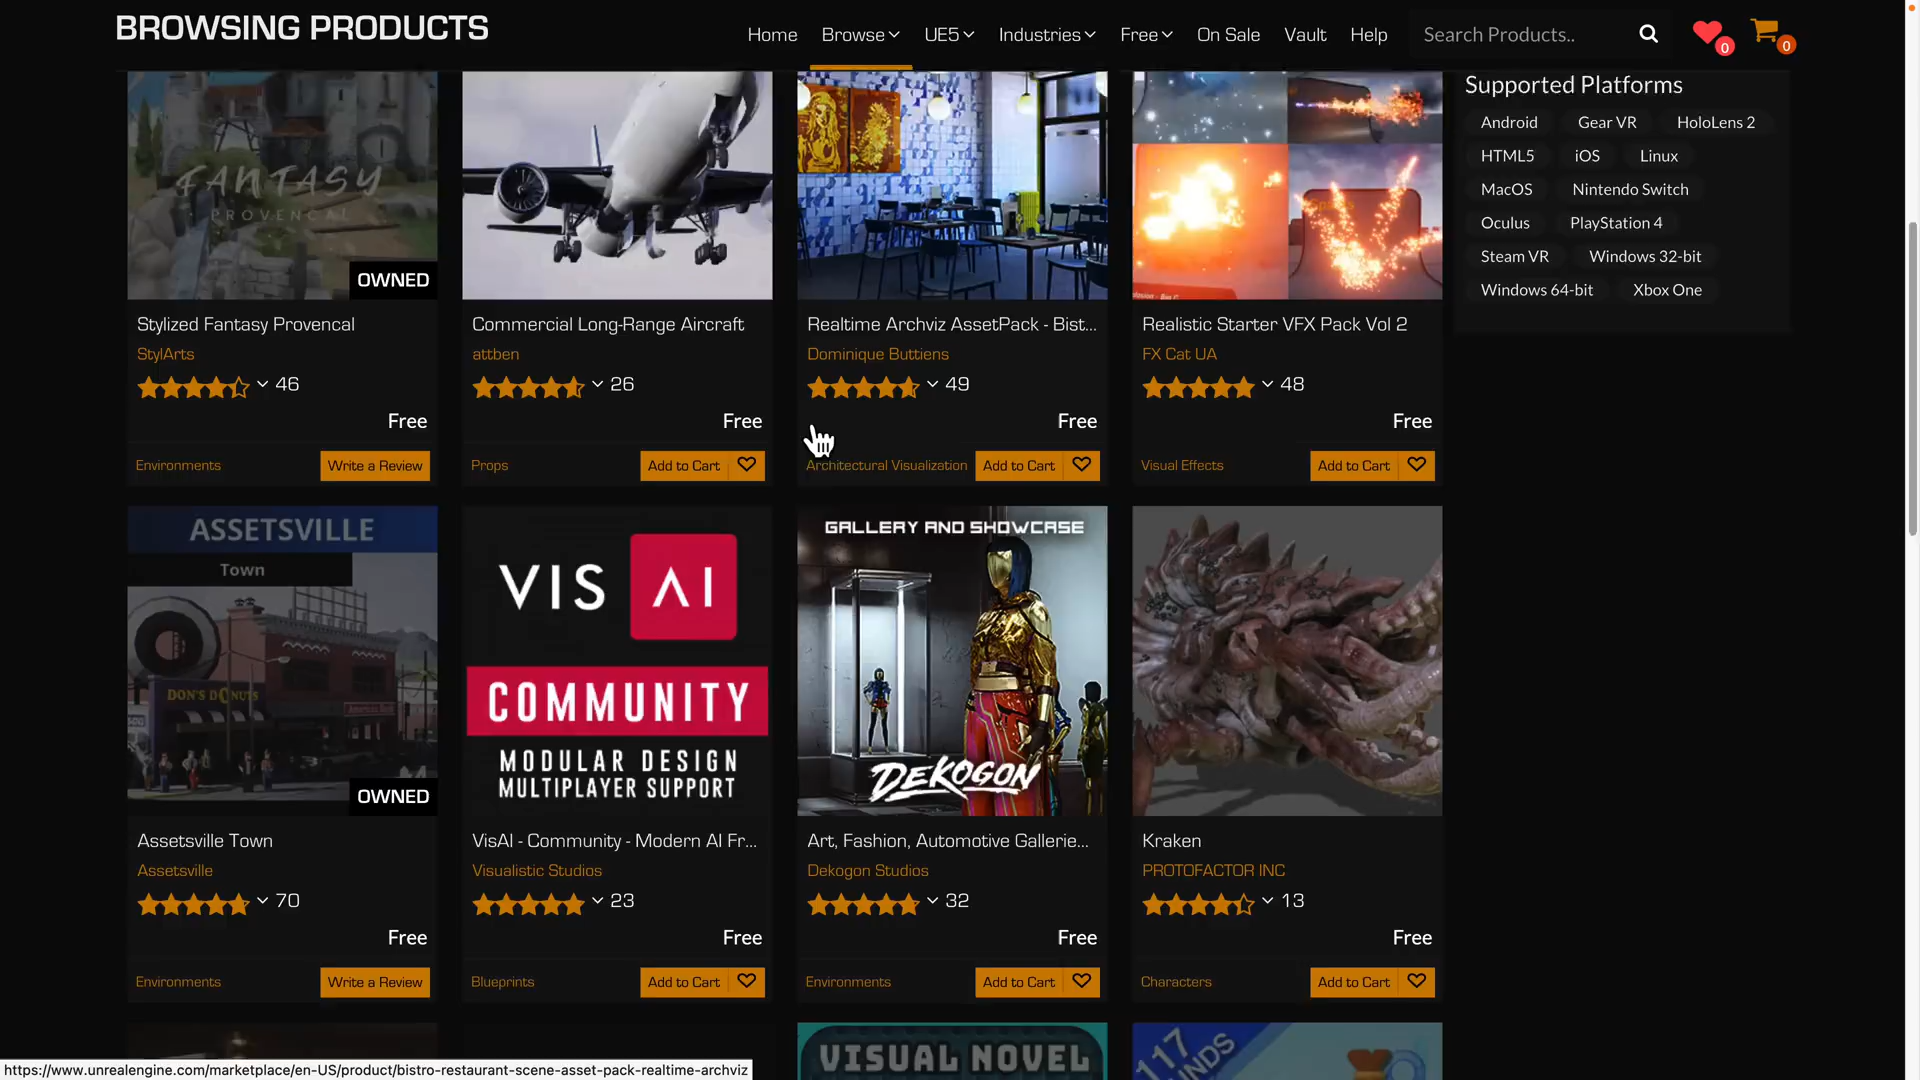 BROWSING PRODUCTS
Home Browse UE5 Industries Free On Sale Vault Help Search Products.. 0 0
FANTASY
PROVENCAL
OWNED
Stylized Fantasy Provencal
StylArts
46
Free
Environments Write a Review
Commercial Long-Range Aircraft
attben
26
Free
Props Add to Cart
Realtime Archviz AssetPack - Bist...
Dominique Buttiens
49
Free
Architectural Visualization Add to Cart
Realistic Starter VFX Pack Vol 2
FX Cat UA
48
Free
Visual Effects Add to Cart
Supported Platforms
Android Gear VR HoloLens 2
HTML5 iOS Linux
MacOS Nintendo Switch
Oculus PlayStation 4
Steam VR Windows 32-bit
Windows 64-bit Xbox One
ASSETSVILLE
Town
DON'S DONUTS
OWNED
Assetsville Town
Assetsville
70
Free
Environments Write a Review
VIS AI
COMMUNITY
MODULAR DESIGN
MULTIPLAYER SUPPORT
VisAI - Community - Modern AI Fr...
Visualistic Studios
23
Free
Blueprints Add to Cart
GALLERY AND SHOWCASE
DEKOGON
Art, Fashion, Automotive Gallerie...
Dekogon Studios
32
Free
Environments Add to Cart
Kraken
PROTOFACTOR INC
13
Free
Characters Add to Cart
VISUAL NOVEL
117
https://www.unrealengine.com/marketplace/en-US/product/bistro-restaurant-scene-asset-pack-realtime-archviz